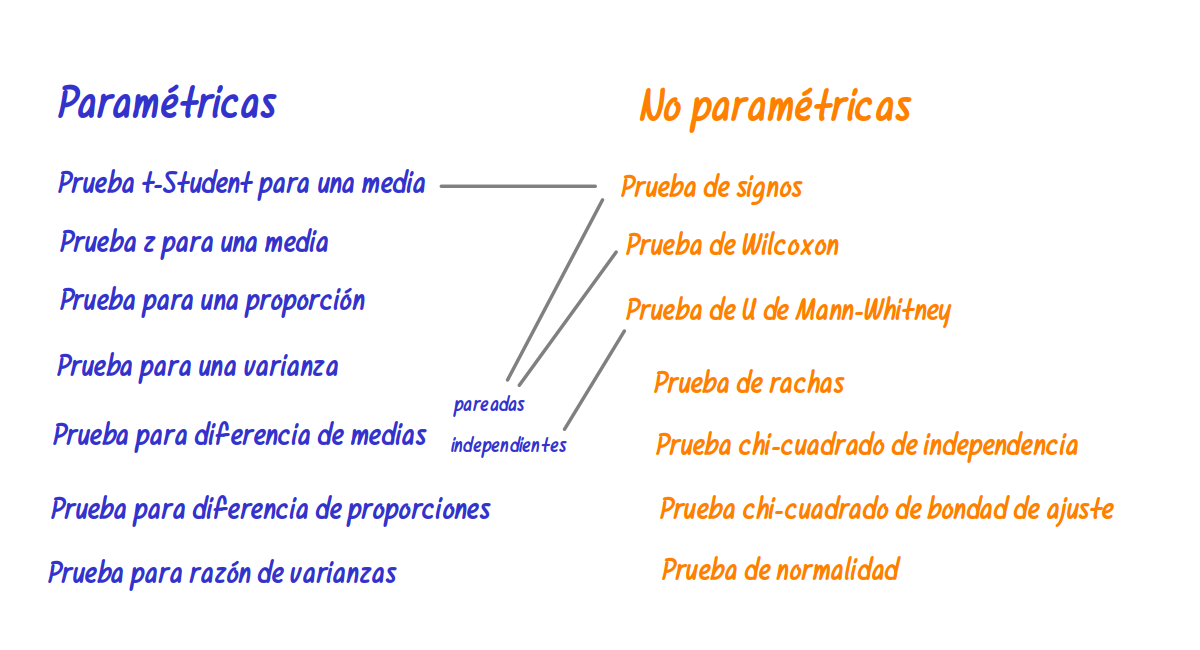 Paramétricas
Prueba t-Student para una media
Prueba z para una media
Prueba para una proporción
Prueba para una varianza
Prueba para diferencia de medias
pareadas
independientes
Prueba para diferencia de proporciones
Prueba para razón de varianzas
No paramétricas
Prueba de signos
Prueba de Wilcoxon
Prueba de U de Mann-Whitney
Prueba de rachas
Prueba chi-cuadrado de independencia
Prueba chi-cuadrado de bondad de ajuste
Prueba de normalidad